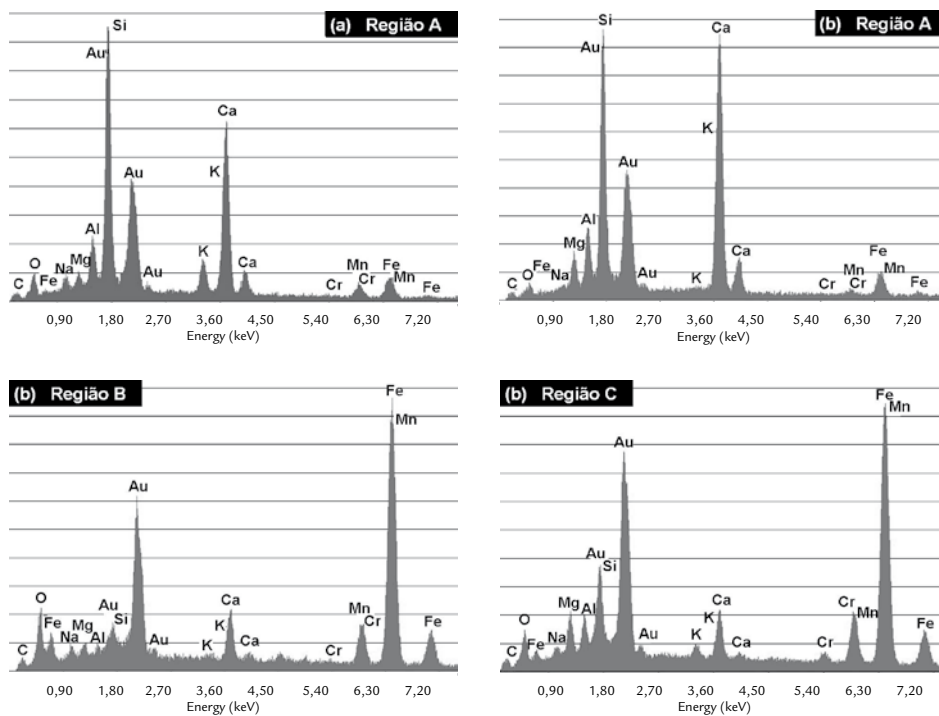 (a) Região A
Si
Au
Ca
K
Au
Al
O
Mg
Na
Fe
C
Au
K
Ca
Cr
Mn
Cr
Fe
Mn
Fe
0,90 1,80 2,70 3,60 4,50 5,40 6,30 7,20
Energy (keV)
(b) Região A
Si
Au
Ca
K
Au
Al
Mg
Fe
O
Na
C
Au
K
Ca
Cr
Mn
Cr
Fe
Mn
Fe
0,90 1,80 2,70 3,60 4,50 5,40 6,30 7,20
Energy (keV)
(b) Região B
Fe
Mn
Au
O
Fe
C
Na
Mg
Al
Au
Si
Au
K
K
Ca
Ca
Cr
Mn
Cr
Fe
0,90 1,80 2,70 3,60 4,50 5,40 6,30 7,20
Energy (keV)
(b) Região C
Fe
Mn
Au
Au
Si
O
Mg
Al
Na
Fe
C
Au
K
K
Ca
Ca
Cr
Cr
Mn
Fe
0,90 1,80 2,70 3,60 4,50 5,40 6,30 7,20
Energy (keV)